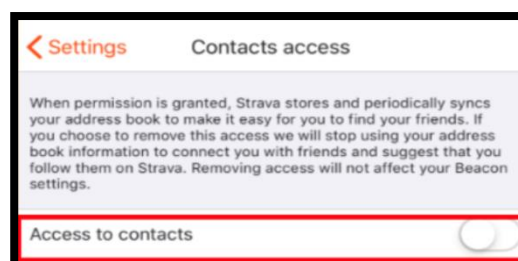 Settings Contacts access
When permission is granted, Strava stores and periodically syncs
your address book to make it easy for you to find your friends. If
you choose to remove this access we will stop using your address
book information to connect you with friends and suggest that you
follow them on Strava. Removing access will not affect your Beacon
settings.
Access to contacts